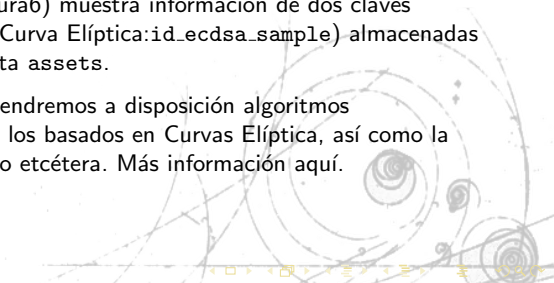 ura6) muestra información de dos claves
Curva Elíptica:id_ecdsa_sample) almacenadas
ta assets.
endremos a disposición algoritmos
los basados en Curvas Elíptica, así como la
o etcétera. Más información aquí.